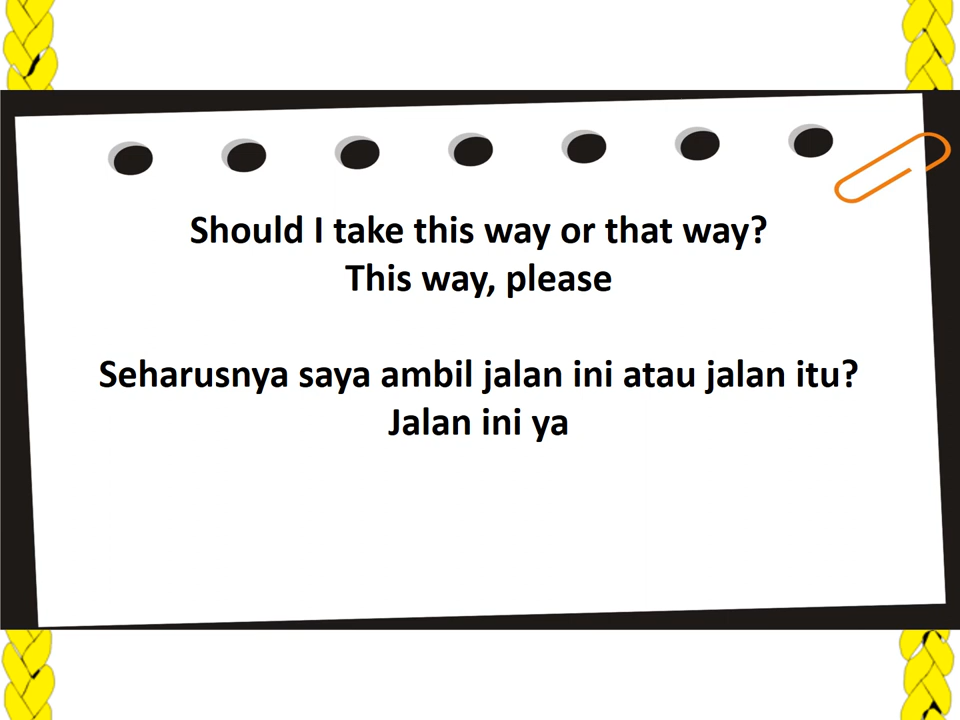 Should I take this way or that way?
This way, please
Seharusnya saya ambil jalan ini atau jalan itu?
Jalan ini ya